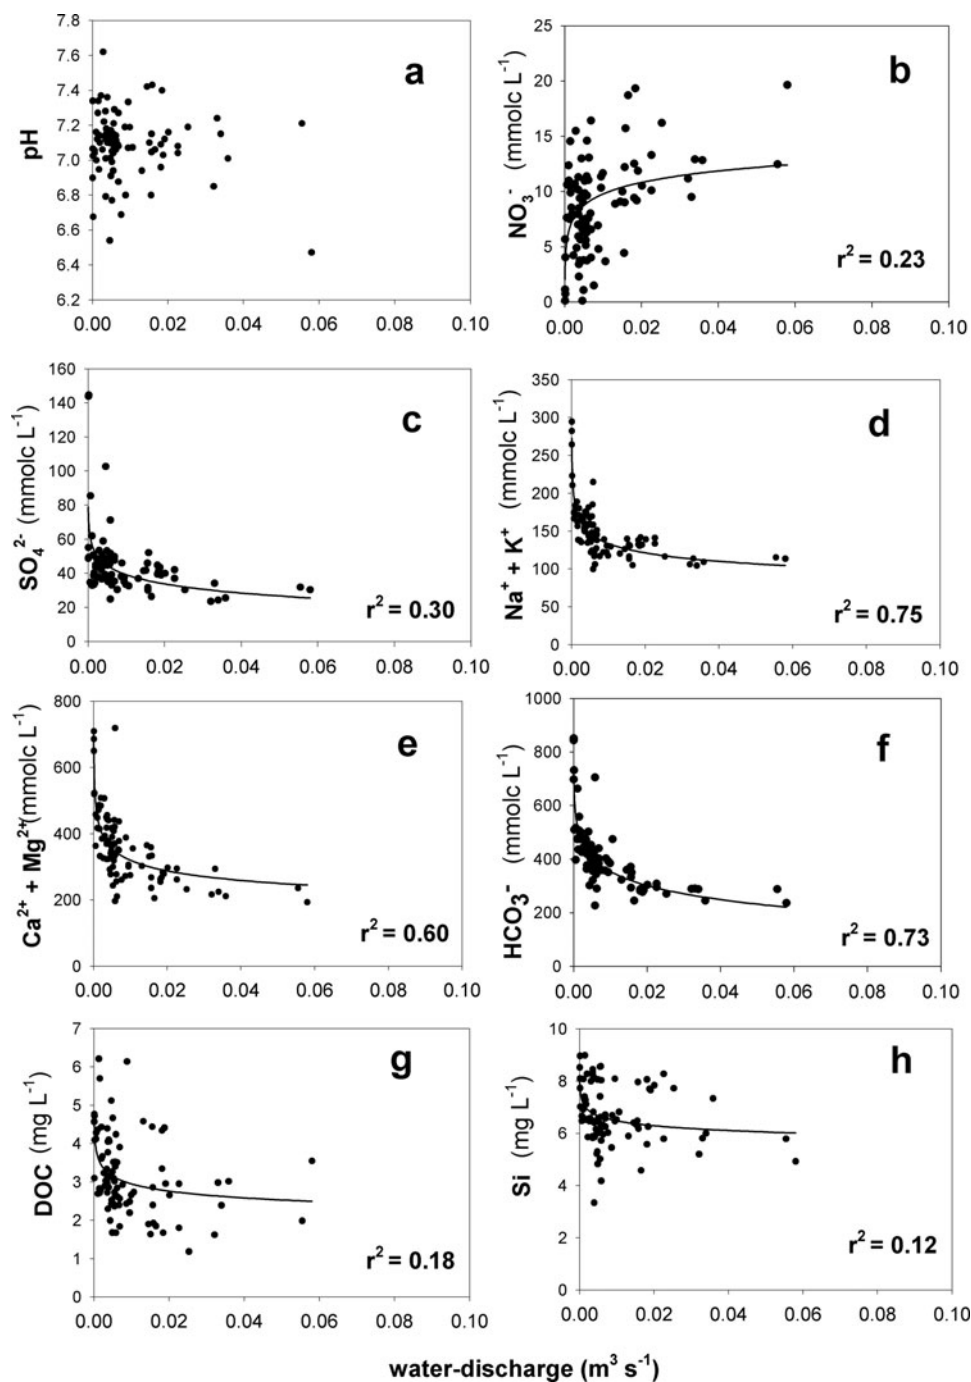 a
pH
7.8
7.6
7.4
7.2
7.0
6.8
6.6
6.4
6.2
0.00 0.02 0.04 0.06 0.08 0.10
b
NO₃⁻ (mmolc L⁻¹)
25
20
15
10
5
0
r² = 0.23
0.00 0.02 0.04 0.06 0.08 0.10
c
SO₄²⁻ (mmolc L⁻¹)
160
140
120
100
80
60
40
20
0
r² = 0.30
0.00 0.02 0.04 0.06 0.08 0.10
d
Na⁺ + K⁺ (mmolc L⁻¹)
350
300
250
200
150
100
50
0
r² = 0.75
0.00 0.02 0.04 0.06 0.08 0.10
e
Ca²⁺ + Mg²⁺(mmolc L⁻¹)
800
600
400
200
0
r² = 0.60
0.00 0.02 0.04 0.06 0.08 0.10
f
HCO₃⁻ (mmolc L⁻¹)
1000
800
600
400
200
0
r² = 0.73
0.00 0.02 0.04 0.06 0.08 0.10
g
DOC (mg L⁻¹)
7
6
5
4
3
2
1
0
r² = 0.18
0.00 0.02 0.04 0.06 0.08 0.10
h
Si (mg L⁻¹)
10
8
6
4
2
0
r² = 0.12
0.00 0.02 0.04 0.06 0.08 0.10
water-discharge (m³ s⁻¹)